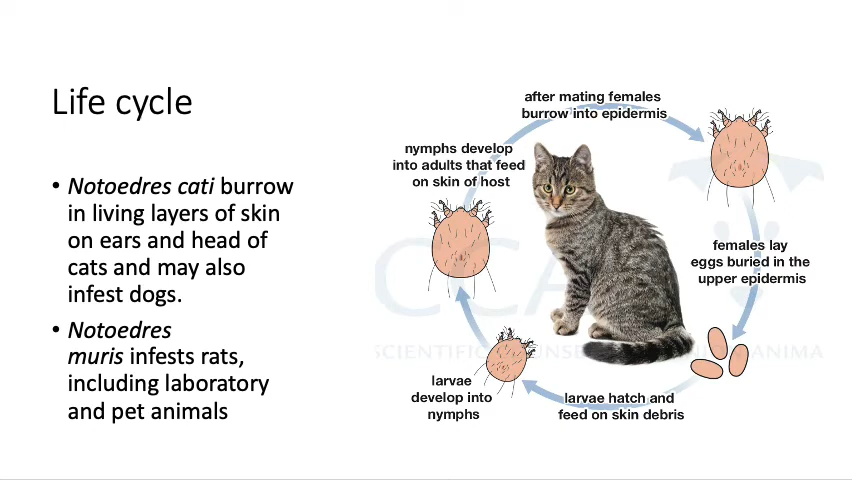 Life cycle
• Notoedres cati burrow
in living layers of skin
on ears and head of
cats and may also
infest dogs.
• Notoedres
muris infests rats,
including laboratory
and pet animals
after mating females
burrow into epidermis
nymphs develop
into adults that feed
on skin of host
females lay
eggs buried in the
upper epidermis
larvae
develop into
nymphs
larvae hatch and
feed on skin debris
SCIENTIFIC